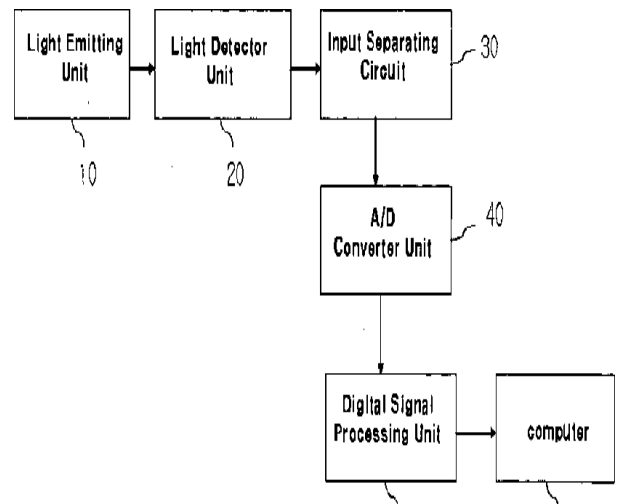 Light Emitting
Unit
Light Detector
Unit
Input Separating
Circuit
30
10
20
A/D
Converter Unit
40
Digital Signal
Processing Unit
computer